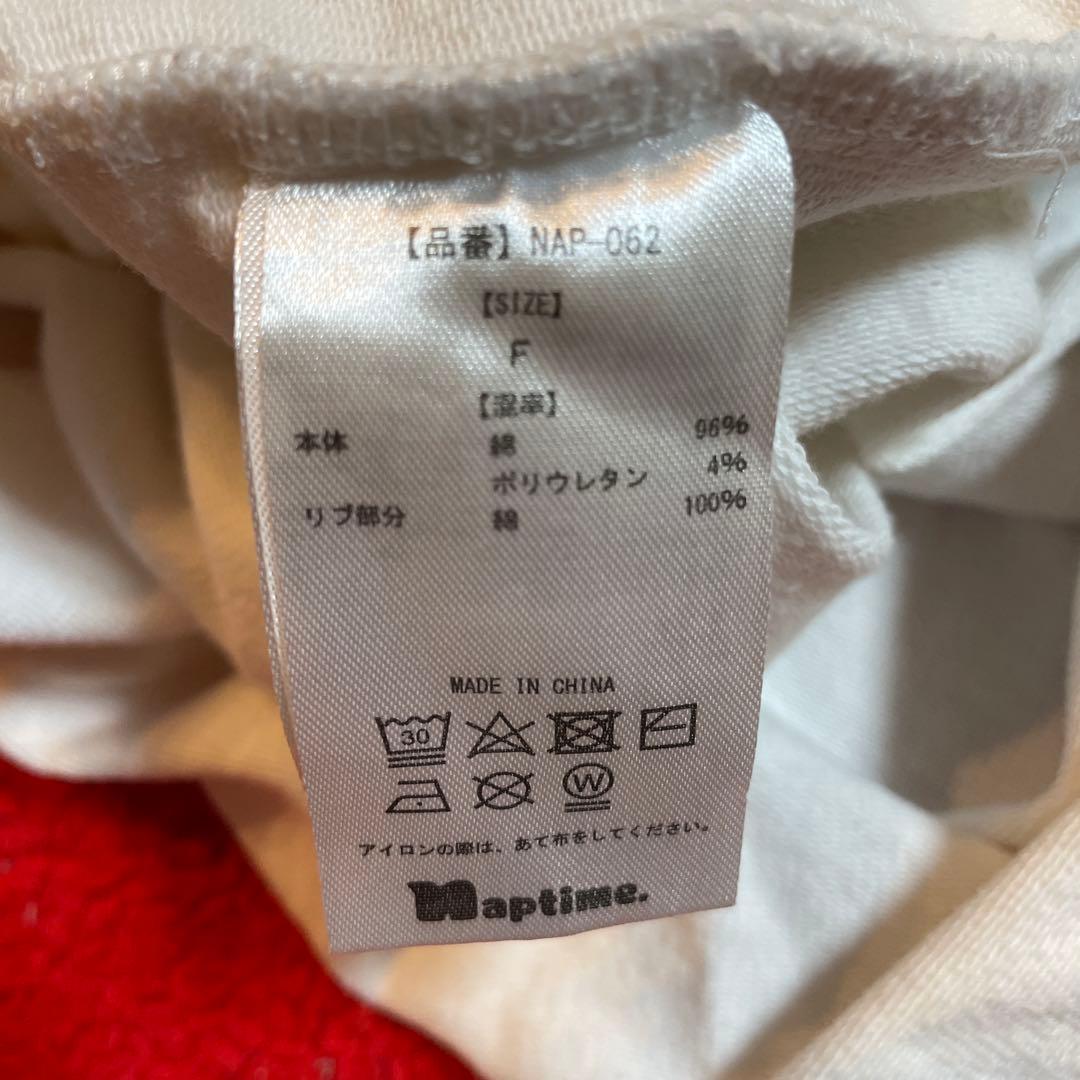 【品番】NAP-062
【SIZE】
F
【混率】
本体 綿 96%
ポリウレタン 4%
リブ部分 綿 100%
MADE IN CHINA
30
W
アイロンの際は、あて布をしてください。
Naptime.